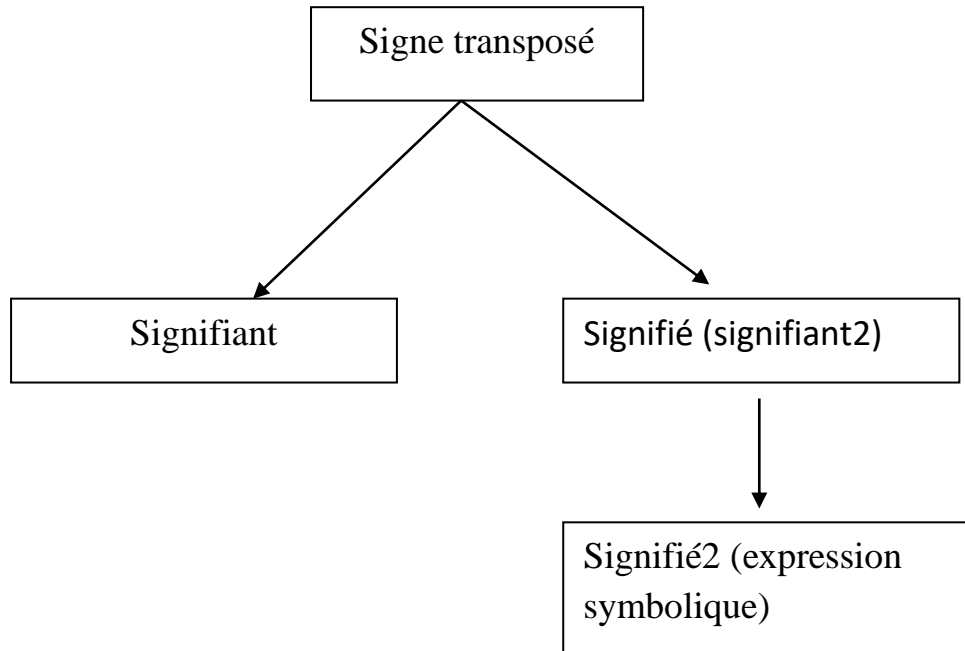 Signe transposé
Signifiant
Signifié (signifiant2)
Signifié2 (expression
symbolique)